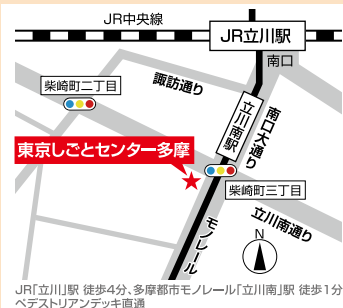 JR中央線
JR立川駅
南口
柴崎町二丁目
諏訪通り
立川南駅
南口大通り
東京しごとセンター多摩
柴崎町三丁目
立川南通り
モノレール
N
JR「立川」駅 徒歩4分、多摩都市モノレール「立川南」駅 徒歩1分
ペデストリアンデッキ直通